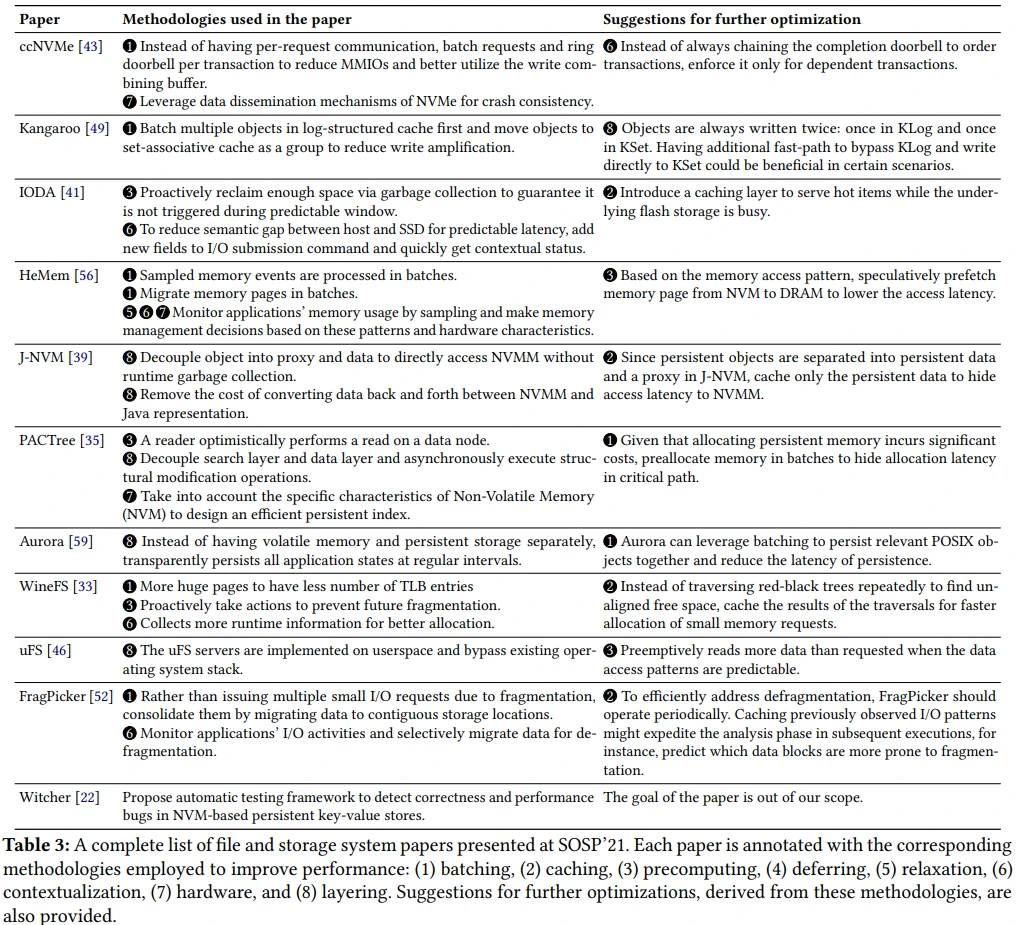 Paper Methodologies used in the paper Suggestions for further optimization
ccNVMe [43]
❶ Instead of having per-request communication, batch requests and ring
doorbell per transaction to reduce MMIOs and better utilize the write com-
bining buffer.
❼ Leverage data dissemination mechanisms of NVMe for crash consistency.
❻ Instead of always chaining the completion doorbell to order
transactions, enforce it only for dependent transactions.
Kangaroo [49]
❶ Batch multiple objects in log-structured cache first and move objects to
set-associative cache as a group to reduce write amplification.
❽ Objects are always written twice: once in KLog and once
in KSet. Having additional fast-path to bypass KLog and write
directly to KSet could be beneficial in certain scenarios.
IODA [41]
❸ Proactively reclaim enough space via garbage collection to guarantee it
is not triggered during predictable window.
❻ To reduce semantic gap between host and SSD for predictable latency, add
new fields to I/O submission command and quickly get contextual status.
❷ Introduce a caching layer to serve hot items while the under-
lying flash storage is busy.
HeMem [56]
❶ Sampled memory events are processed in batches.
❶ Migrate memory pages in batches.
❺❻❼ Monitor applications' memory usage by sampling and make memory
management decisions based on these patterns and hardware characteristics.
❸ Based on the memory access pattern, speculatively prefetch
memory page from NVM to DRAM to lower the access latency.
J-NVM [39]
❽ Decouple object into proxy and data to directly access NVMM without
runtime garbage collection.
❽ Remove the cost of converting data back and forth between NVMM and
Java representation.
❷ Since persistent objects are separated into persistent data
and a proxy in J-NVM, cache only the persistent data to hide
access latency to NVMM.
PACTree [35]
❸ A reader optimistically performs a read on a data node.
❽ Decouple search layer and data layer and asynchronously execute struc-
tural modification operations.
❼ Take into account the specific characteristics of Non-Volatile Memory
(NVM) to design an efficient persistent index.
❶ Given that allocating persistent memory incurs significant
costs, preallocate memory in batches to hide allocation latency
in critical path.
Aurora [59]
❽ Instead of having volatile memory and persistent storage separately,
transparently persists all application states at regular intervals.
❶ Aurora can leverage batching to persist relevant POSIX ob-
jects together and reduce the latency of persistence.
WineFS [33]
❶ More huge pages to have less number of TLB entries
❸ Proactively take actions to prevent future fragmentation.
❻ Collects more runtime information for better allocation.
❷ Instead of traversing red-black trees repeatedly to find un-
aligned free space, cache the results of the traversals for faster
allocation of small memory requests.
uFS [46]
❽ The uFS servers are implemented on userspace and bypass existing oper-
ating system stack.
❸ Preemptively reads more data than requested when the data
access patterns are predictable.
FragPicker [52]
❶ Rather than issuing multiple small I/O requests due to fragmentation,
consolidate them by migrating data to contiguous storage locations.
❻ Monitor applications' I/O activities and selectively migrate data for de-
fragmentation.
❷ To efficiently address defragmentation, FragPicker should
operate periodically. Caching previously observed I/O patterns
might expedite the analysis phase in subsequent executions, for
instance, predict which data blocks are more prone to fragmen-
tation.
Witcher [22]
Propose automatic testing framework to detect correctness and performance
bugs in NVM-based persistent key-value stores.
The goal of the paper is out of our scope.
Table 3: A complete list of file and storage system papers presented at SOSP'21. Each paper is annotated with the corresponding
methodologies employed to improve performance: (1) batching, (2) caching, (3) precomputing, (4) deferring, (5) relaxation, (6)
contextualization, (7) hardware, and (8) layering. Suggestions for further optimizations, derived from these methodologies, are
also provided.